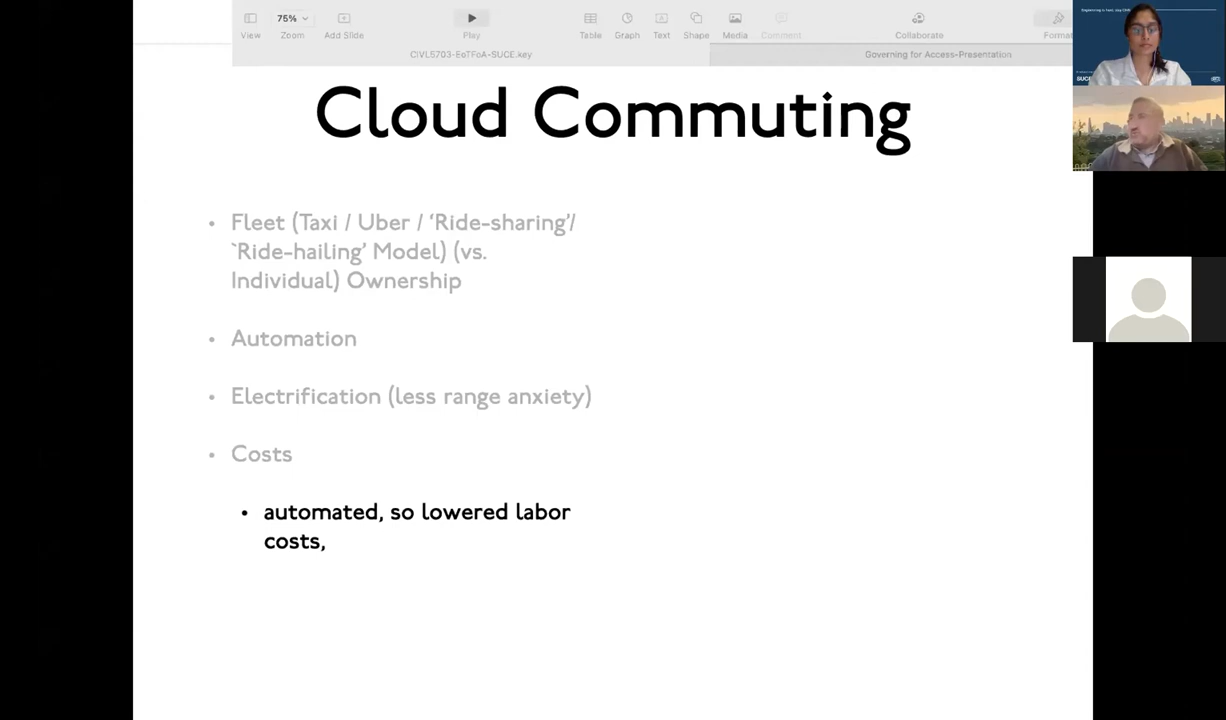 75%
View
Zoom
Add Slide
Play
Table
Graph
Text
Shape
Media
Comment
Collaborate
Format
CIVL5703-EoTFoA-SUCE.key
Governing for Access-Presentation
Cloud Commuting
• Fleet (Taxi / Uber / ‘Ride-sharing’/
`Ride-hailing’ Model) (vs.
Individual) Ownership
• Automation
• Electrification (less range anxiety)
• Costs
• automated, so lowered labor
costs,
SUCE